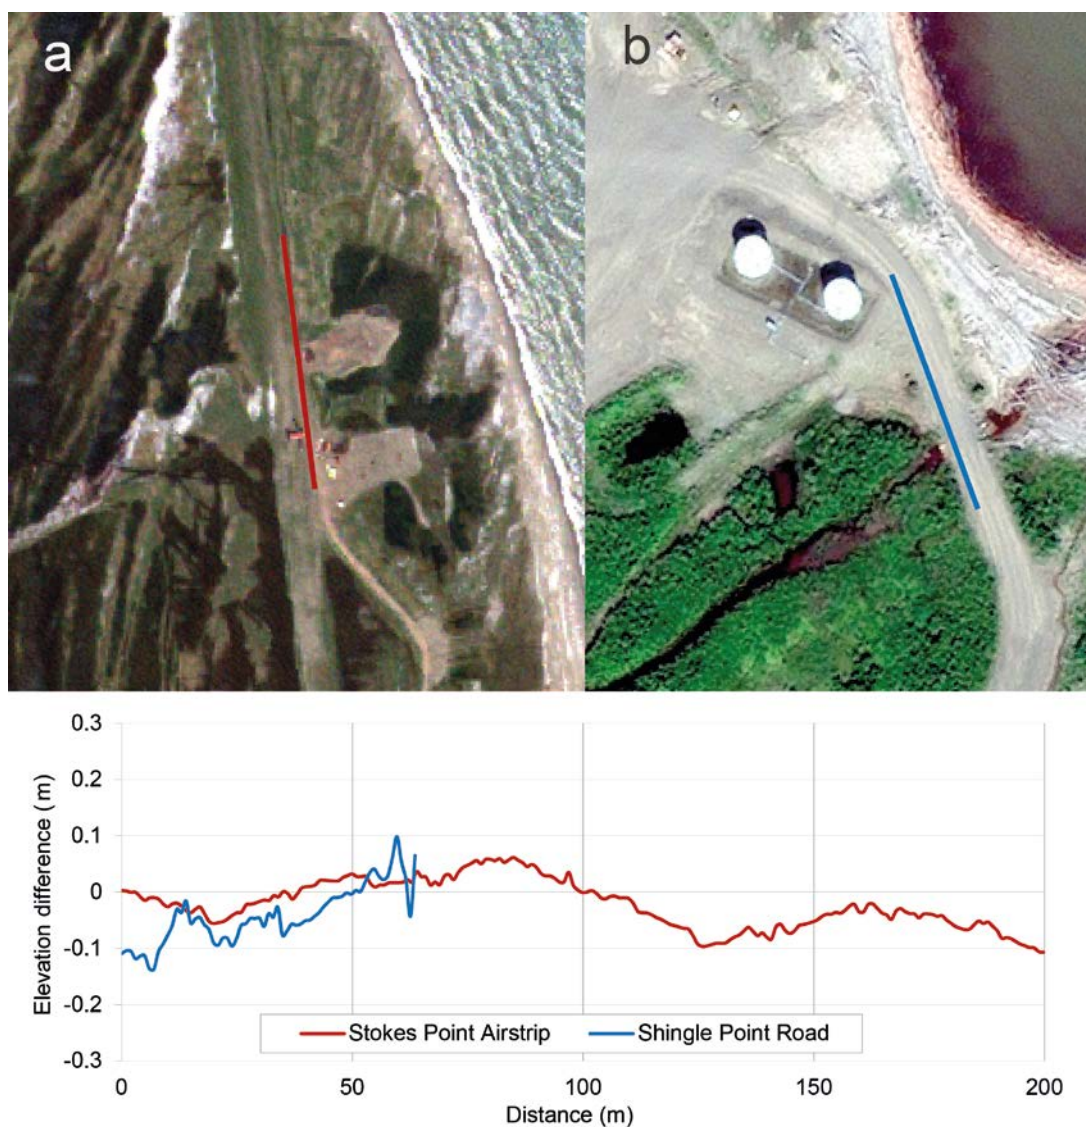 a
b
0.3
0.2
0.1
0
-0.1
-0.2
-0.3
Elevation difference (m)
Stokes Point Airstrip
Shingle Point Road
0
50
100
150
200
Distance (m)